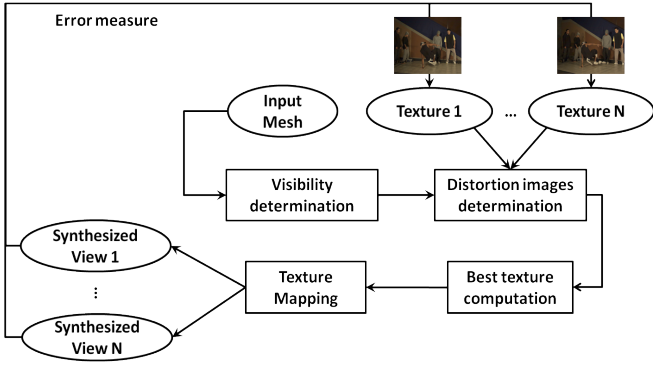 Error measure
Input
Mesh
Texture 1
...
Texture N
Visibility
determination
Distortion images
determination
Synthesized
View 1
Texture
Mapping
Best texture
computation
...
Synthesized
View N